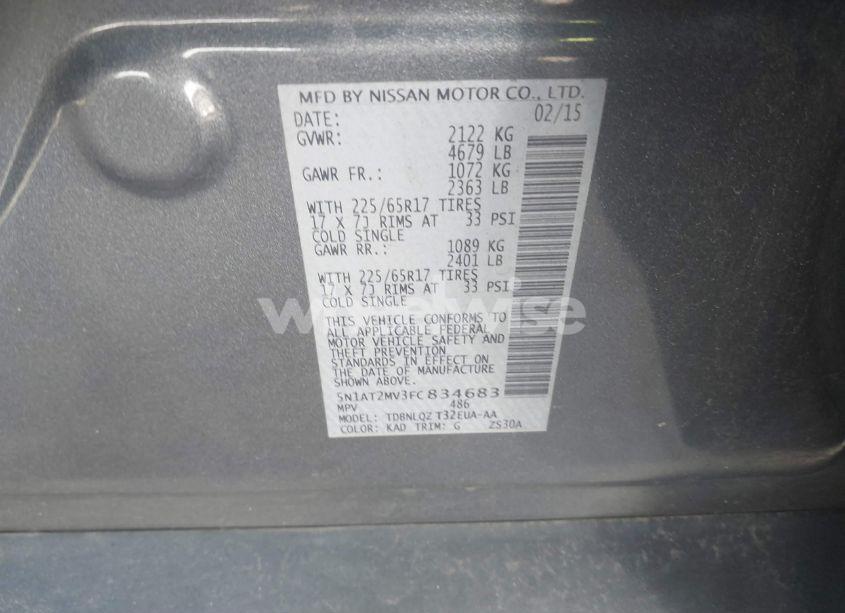 MFD BY NISSAN MOTOR CO., LTD.
DATE: 02/15
GVWR: 2122 KG
4679 LB
GAWR FR.: 1072 KG
2363 LB
WITH 225/65R17 TIRES
17 X 7J RIMS AT 33 PSI
COLD SINGLE
GAWR RR.: 1089 KG
2401 LB
WITH 225/65R17 TIRES
17 X 7J RIMS AT 33 PSI
COLD SINGLE
THIS VEHICLE CONFORMS TO
ALL APPLICABLE FEDERAL
MOTOR VEHICLE SAFETY AND
THEFT PREVENTION
STANDARDS IN EFFECT ON
THE DATE OF MANUFACTURE
SHOWN ABOVE.
5N1AT2MV3FC834683
MPV 486
MODEL: TDBNLQZ T32EUA-AA
COLOR: KAD TRIM: G ZS30A